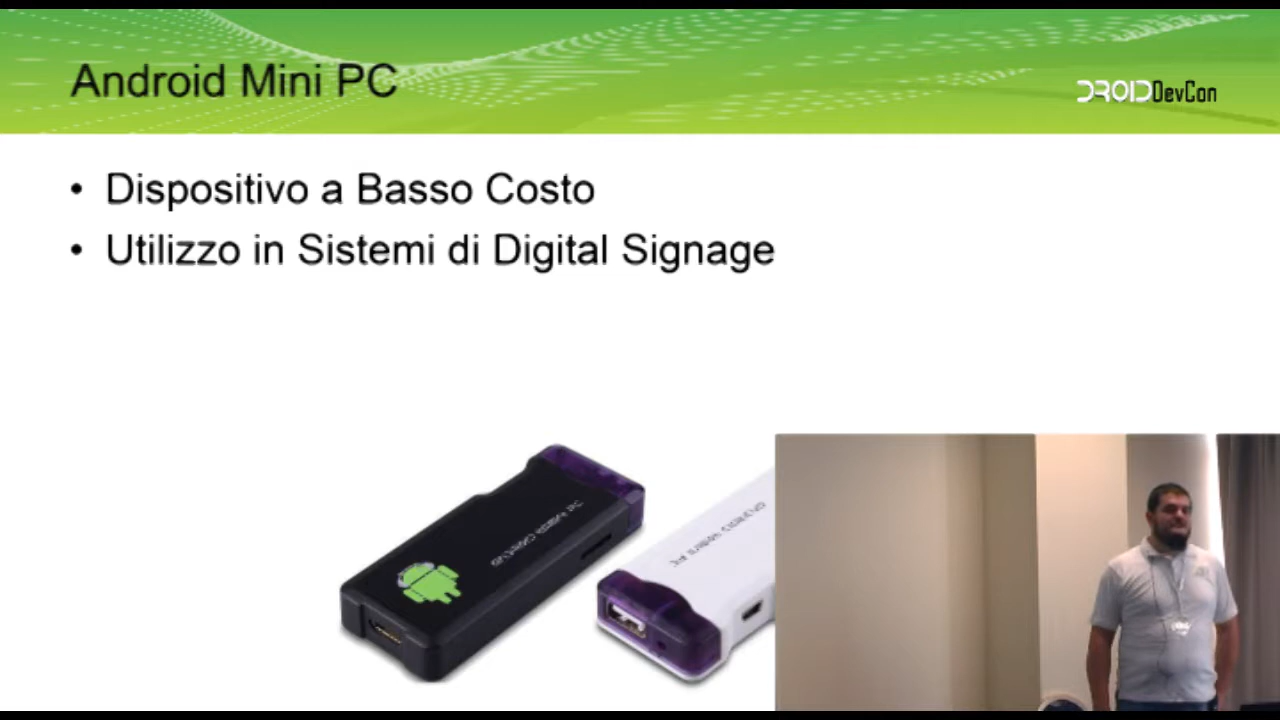 Android Mini PC
DROIDDevCon
• Dispositivo a Basso Costo
• Utilizzo in Sistemi di Digital Signage